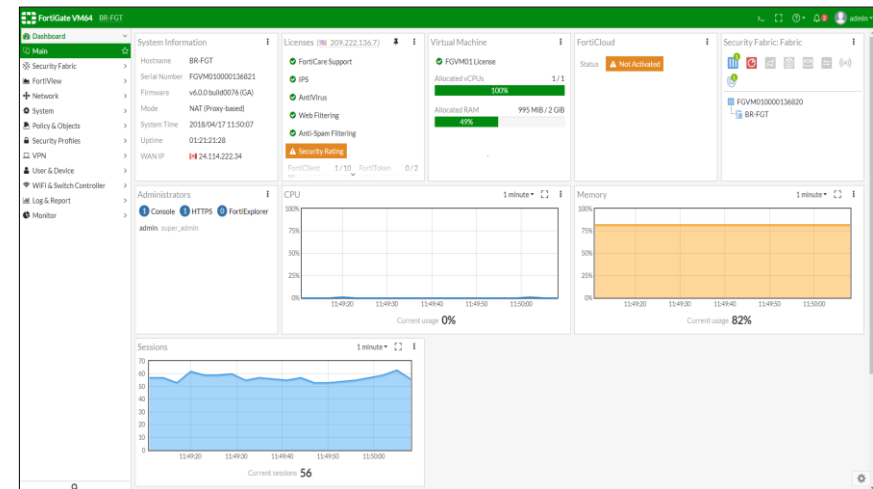 FortiGate VM64 BR-FGT
>_ admin
Dashboard
Main
Security Fabric
FortiView
Network
System
Policy & Objects
Security Profiles
VPN
User & Device
WiFi & Switch Controller
Log & Report
Monitor
System Information
Hostname BR-FGT
Serial Number FGVM010000136821
Firmware v6.0.0 build0076 (GA)
Mode NAT (Proxy-based)
System Time 2018/04/17 11:50:07
Uptime 01:21:21:28
WAN IP 24.114.222.34
Licenses (209.222.136.7)
FortiCare Support
IPS
AntiVirus
Web Filtering
Anti-Spam Filtering
Security Rating
FortiClient 1/10 FortiToken 0/2
Virtual Machine
FGVM01 License
Allocated vCPUs 1/1
100%
Allocated RAM 995 MiB / 2 GiB
49%
FortiCloud
Status Not Activated
Security Fabric: Fabric
FGVM010000136820
BR-FGT
Administrators
1 Console 1 HTTPS 0 FortiExplorer
admin super_admin
CPU 1 minute
100%
75%
50%
25%
0%
11:49:20 11:49:30 11:49:40 11:49:50 11:50:00
Current usage 0%
Memory 1 minute
100%
75%
50%
25%
0%
11:49:20 11:49:30 11:49:40 11:49:50 11:50:00
Current usage 82%
Sessions 1 minute
70
60
50
40
30
20
10
0
11:49:20 11:49:30 11:49:40 11:49:50 11:50:00
Current sessions 56